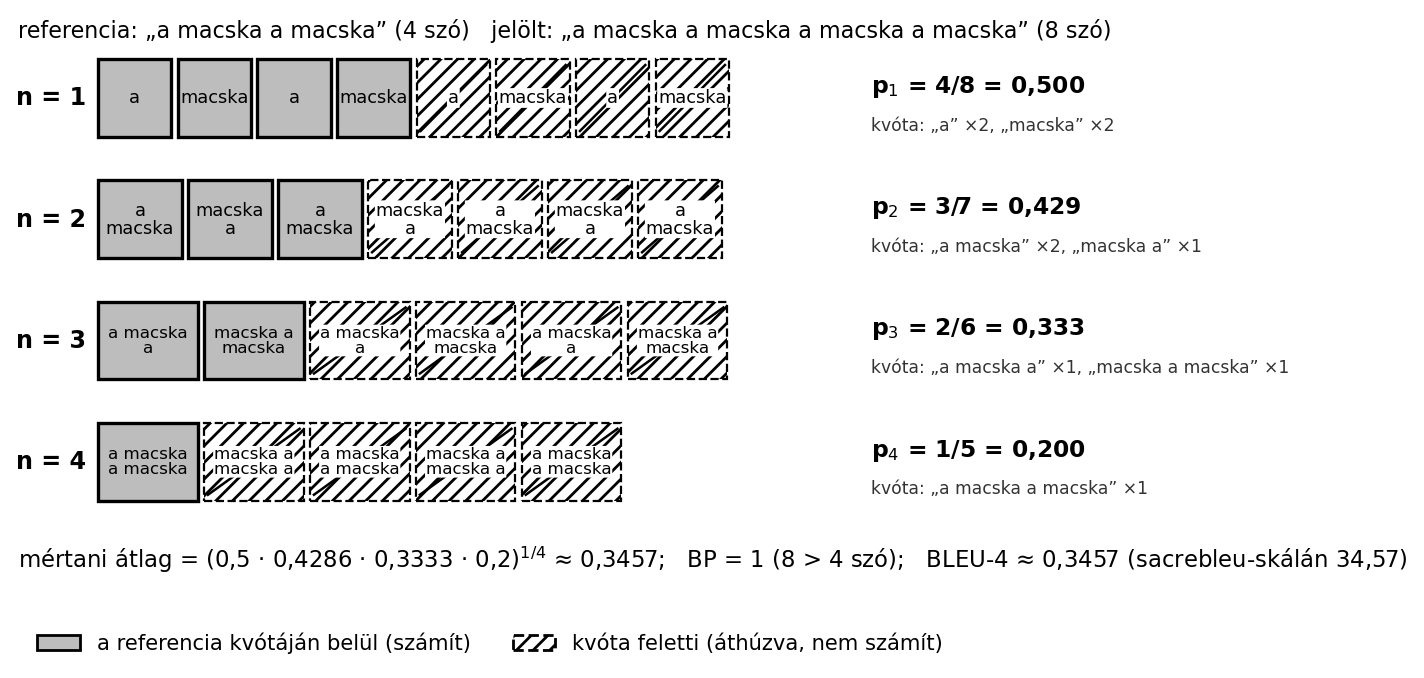 referencia: „a macska a macska” (4 szó)   jelölt: „a macska a macska a macska a macska” (8 szó)
n = 1 a macska a macska a macska a macska p₁ = 4/8 = 0,500
kvóta: „a” ×2, „macska” ×2
n = 2 a macska macska a a macska macska a a macska macska a a macska p₂ = 3/7 = 0,429
kvóta: „a macska” ×2, „macska a” ×1
n = 3 a macska a macska a macska a macska a macska a macska a macska a macska a macska p₃ = 2/6 = 0,333
kvóta: „a macska a” ×1, „macska a macska” ×1
n = 4 a macska a macska macska a macska a a macska a macska macska a macska a a macska a macska p₄ = 1/5 = 0,200
kvóta: „a macska a macska” ×1
mértani átlag = (0,5 · 0,4286 · 0,3333 · 0,2)^1/4 ≈ 0,3457;   BP = 1 (8 > 4 szó);   BLEU-4 ≈ 0,3457 (sacrebleu-skálán 34,57)
a referencia kvótáján belül (számít)   kvóta feletti (áthúzva, nem számít)